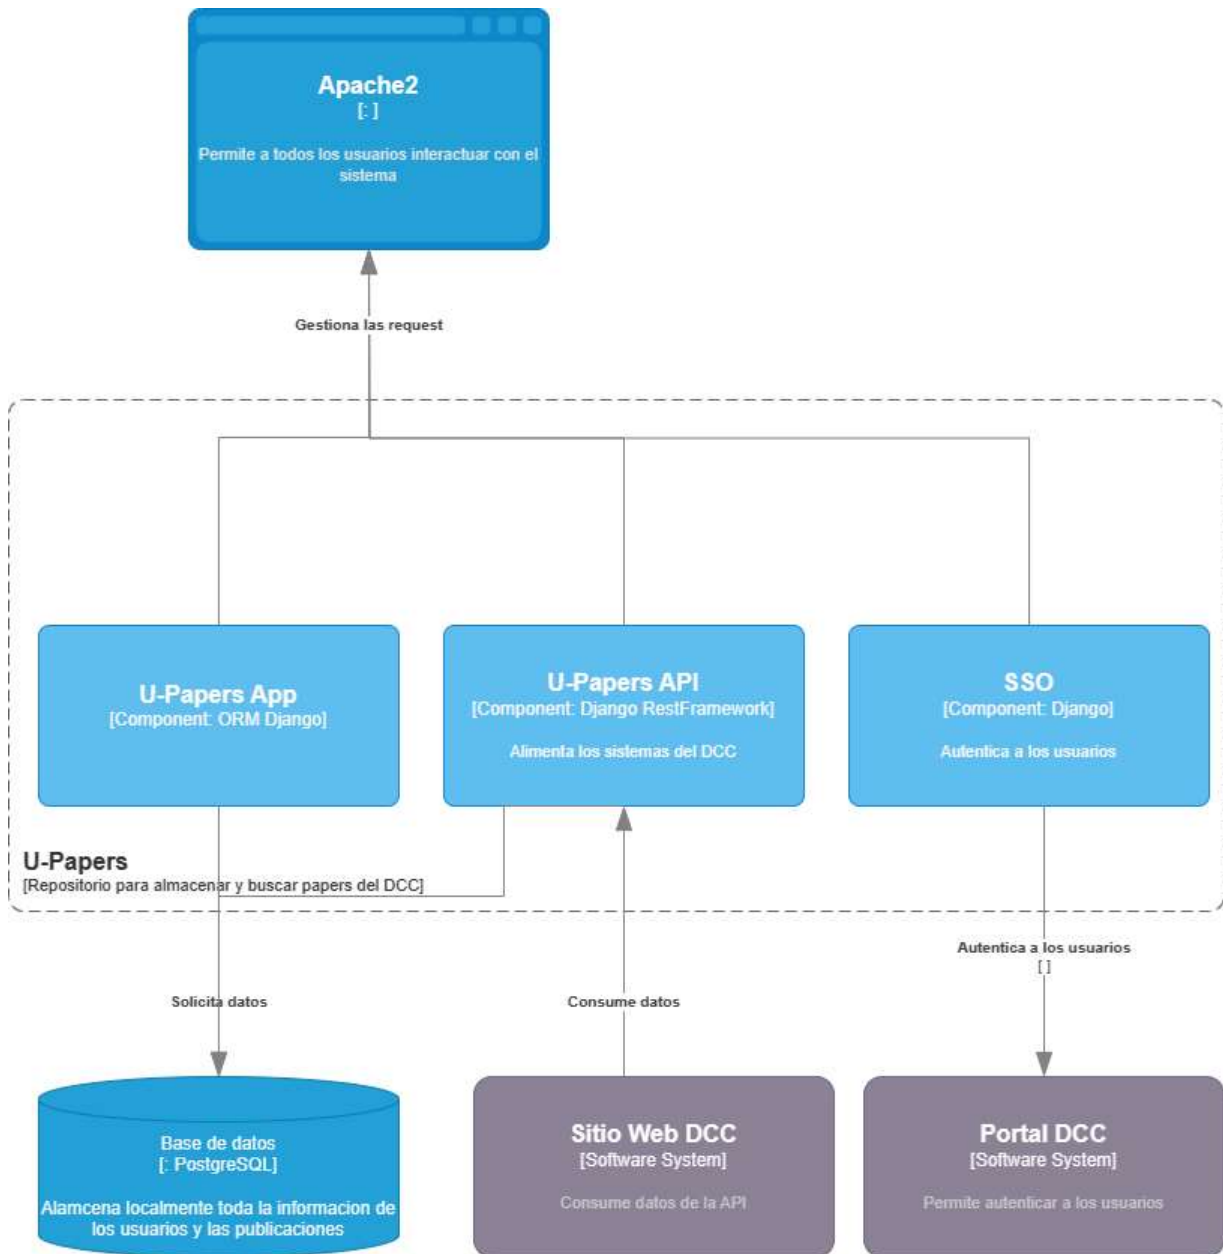 Apache2
[: ]
Permite a todos los usuarios interactuar con el
sistema
Gestiona las request
U-Papers App
[Component: ORM Django]
U-Papers API
[Component: Django RestFramework]
Alimenta los sistemas del DCC
SSO
[Component: Django]
Autentica a los usuarios
U-Papers
[Repositorio para almacenar y buscar papers del DCC]
Solicita datos
Consume datos
Autentica a los usuarios
[ ]
Base de datos
[: PostgreSQL]
Alamcena localmente toda la informacion de
los usuarios y las publicaciones
Sitio Web DCC
[Software System]
Consume datos de la API
Portal DCC
[Software System]
Permite autenticar a los usuarios